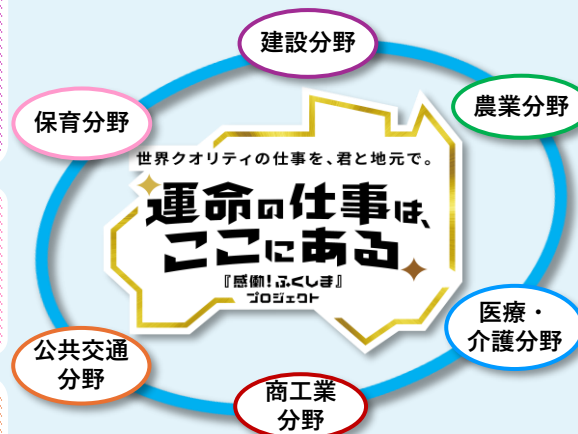 建設分野
保育分野
農業分野
世界クオリティの仕事を、君と地元で。
運命の仕事は、
ここにある
『感働!ふくしま』
プロジェクト
医療・
介護分野
公共交通
分野
商工業
分野